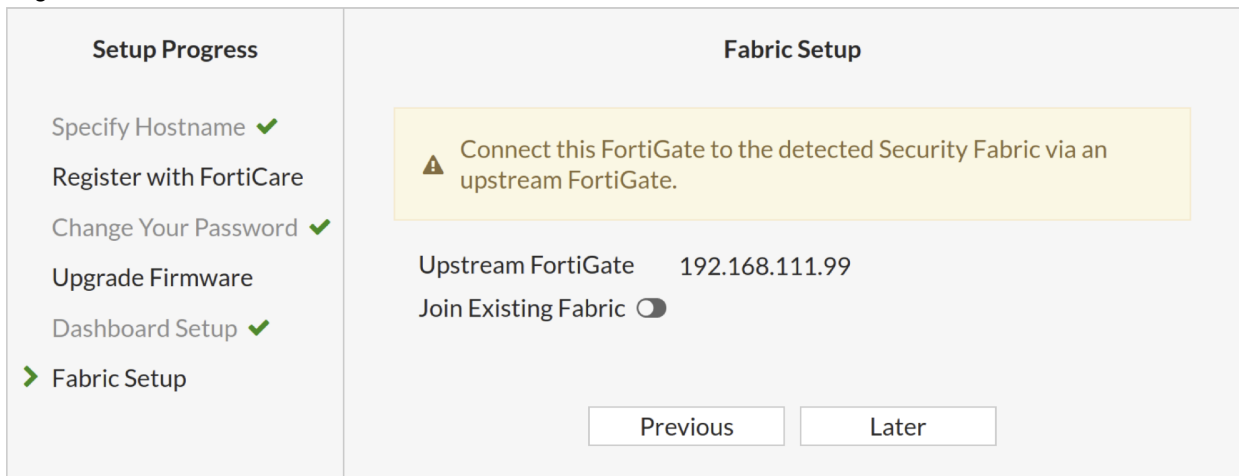 Setup Progress
Specify Hostname
Register with FortiCare
Change Your Password
Upgrade Firmware
Dashboard Setup
Fabric Setup
Fabric Setup
Connect this FortiGate to the detected Security Fabric via an
upstream FortiGate.
Upstream FortiGate 192.168.111.99
Join Existing Fabric
Previous Later